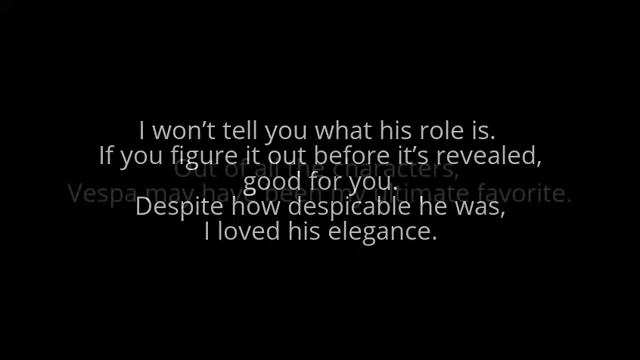 I won't tell you what his role is.
If you figure it out before it's revealed,
good for you.
Despite how despicable he was,
I loved his elegance.
Out of all the characters,
Vespa may have been my ultimate favorite.